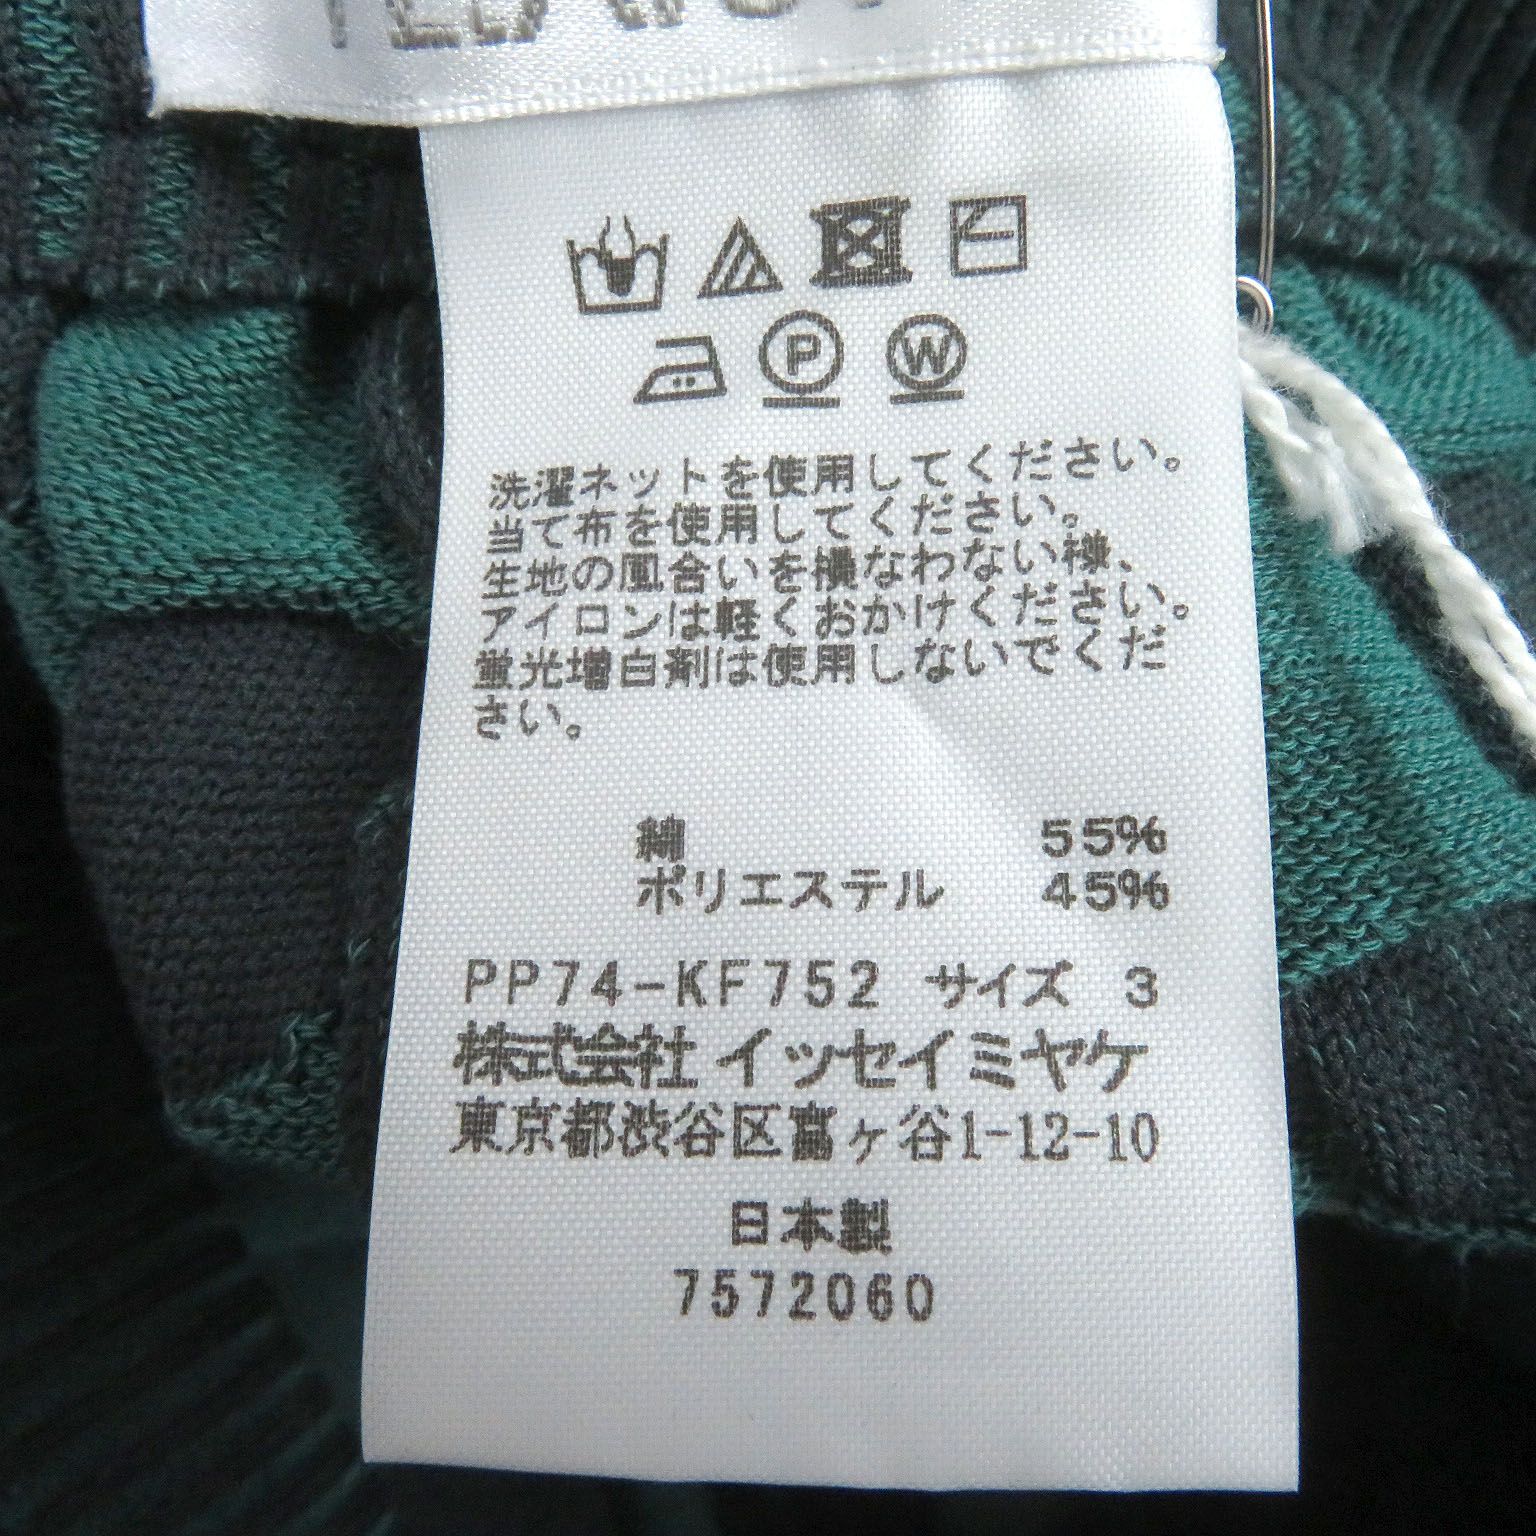 P
W
洗濯ネットを使用してください。
当て布を使用してください。
生地の風合いを損なわない様、
アイロンは軽くおかけください。
蛍光増白剤は使用しないでくだ
さい。
綿 55%
ポリエステル 45%
PP74-KF752 サイズ 3
株式会社イッセイミヤケ
東京都渋谷区富ヶ谷1-12-10
日本製
7572060